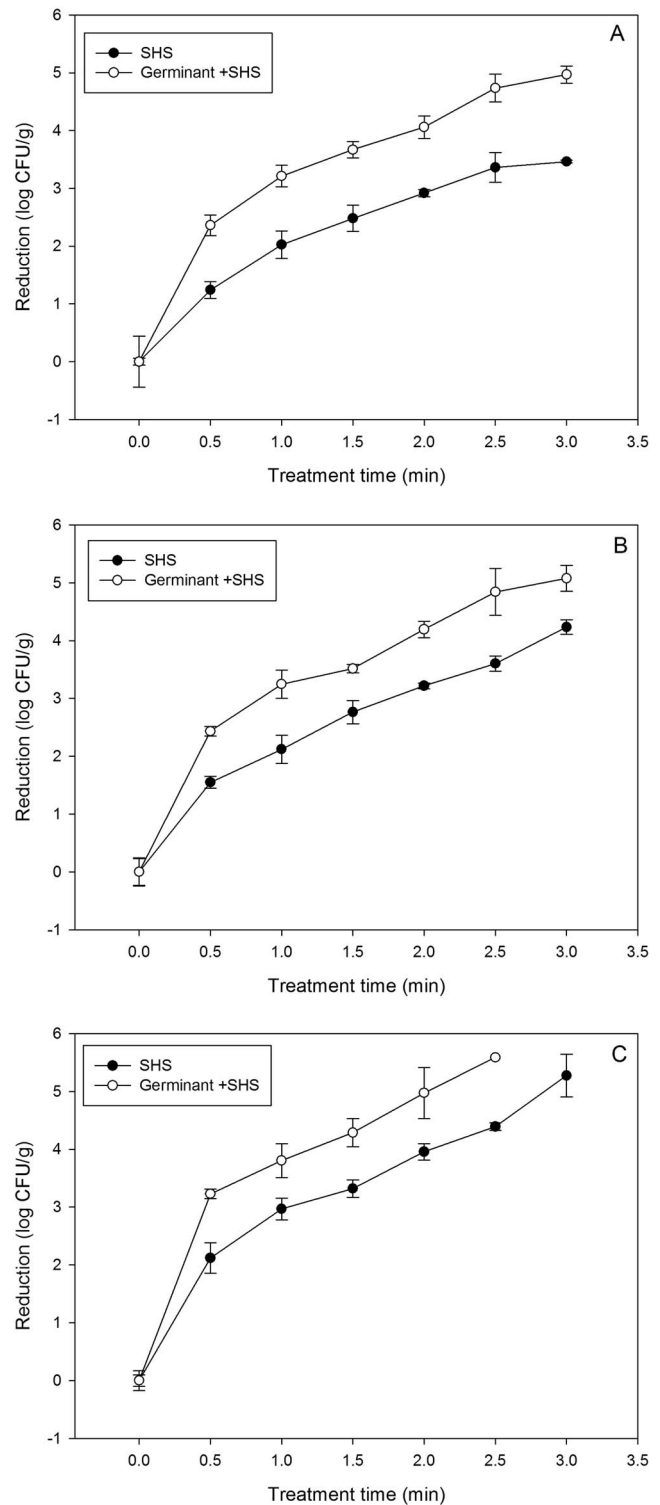 A
SHS
Germinant +SHS
6
5
4
3
2
1
0
-1
Reduction (log CFU/g)
0.0 0.5 1.0 1.5 2.0 2.5 3.0 3.5
Treatment time (min)
B
SHS
Germinant +SHS
6
5
4
3
2
1
0
-1
Reduction (log CFU/g)
0.0 0.5 1.0 1.5 2.0 2.5 3.0 3.5
Treatment time (min)
C
SHS
Germinant +SHS
6
5
4
3
2
1
0
-1
Reduction (log CFU/g)
0.0 0.5 1.0 1.5 2.0 2.5 3.0 3.5
Treatment time (min)